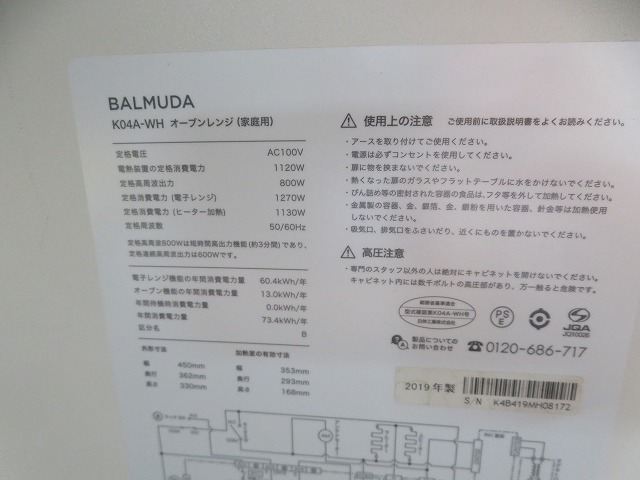 BALMUDA
K04A-WH オーブンレンジ (家庭用)
定格電圧 AC100V
電熱装置の定格消費電力 1120W
定格高周波出力 800W
定格消費電力 (電子レンジ) 1270W
定格消費電力 (ヒーター加熱) 1130W
定格周波数 50/60Hz
定格高周波出力800Wは短時間高出力機能(約3分間)であり、
定格連続高周波出力は600Wです。
電子レンジ機能の年間消費電力量 60.4kWh/年
オーブン機能の年間消費電力量 13.0kWh/年
年間待機時消費電力量 0.0kWh/年
年間消費電力量 73.4kWh/年
区分名 B
外形寸法
幅 450mm
奥行 362mm
高さ 330mm
加熱室の有効寸法
幅 353mm
奥行 293mm
高さ 168mm
使用上の注意 ご使用前に取扱説明書をよくお読みください。
・アースを取り付けてご使用ください。
・電源は必ずコンセントを使用してください。
・扉に物を挟まないでください。
・熱くなった扉のガラスやフラットテーブルに水をかけないでください。
・びん詰め等の密封された容器の食品は、フタ等を外して加熱してください。
・金属製の容器、金、銀箔、金、銀粉を用いた容器、針金等は加熱使用
しないでください。
・吸気口、排気口をふさいだり、近くにものを置かないでください。
高圧注意
・専門のスタッフ以外の人は絶対にキャビネットを開けないでください。
キャビネット内には数千ボルトの高圧部があり、万一触ると危険です。
郵便省基準適合
型式確認第K04A-WH号
PS
E
JQA
製品についての
お問い合わせ 0120-686-717
2019年製
S/N K4B419MH08172